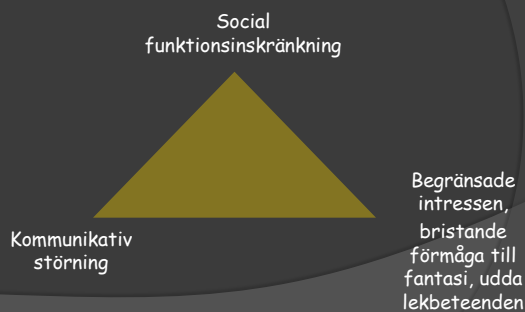 Social
funktionsinskränkning
Kommunikativ
störning
Begränsade
intressen,
bristande
förmåga till
fantasi, udda
lekbeteenden